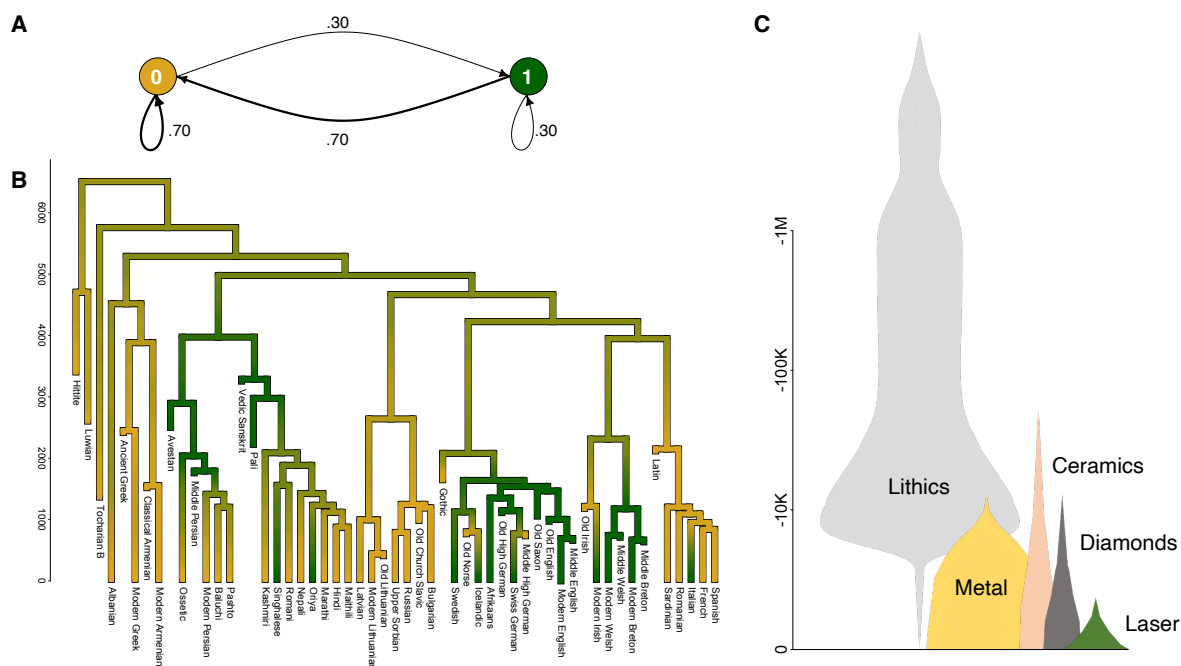 A
.30
0
1
.70
.70
.30
B
6000
5000
4000
3000
2000
1000
0
Hittite
Luwian
Tocharian B
Albanian
Ancient Greek
Modern Greek
Classical Armenian
Modern Armenian
Avestan
Ossetic
Middle Persian
Modern Persian
Baluchi
Pashto
Vedic Sanskrit
Pali
Kashmiri
Singhalese
Romani
Nepali
Oriya
Marathi
Hindi
Maithili
Latvian
Modern Lithuanian
Old Lithuanian
Upper Sorbian
Russian
Old Church Slavic
Bulgarian
Gothic
Swedish
Old Norse
Icelandic
Afrikaans
Old High German
Swiss German
Middle High German
Old Saxon
Old English
Modern English
Middle English
Old Irish
Modern Irish
Modern Welsh
Middle Welsh
Modern Breton
Middle Breton
Latin
Sardinian
Romanian
Italian
French
Spanish
C
-1M
-100K
-10K
0
Lithics
Metal
Ceramics
Diamonds
Laser